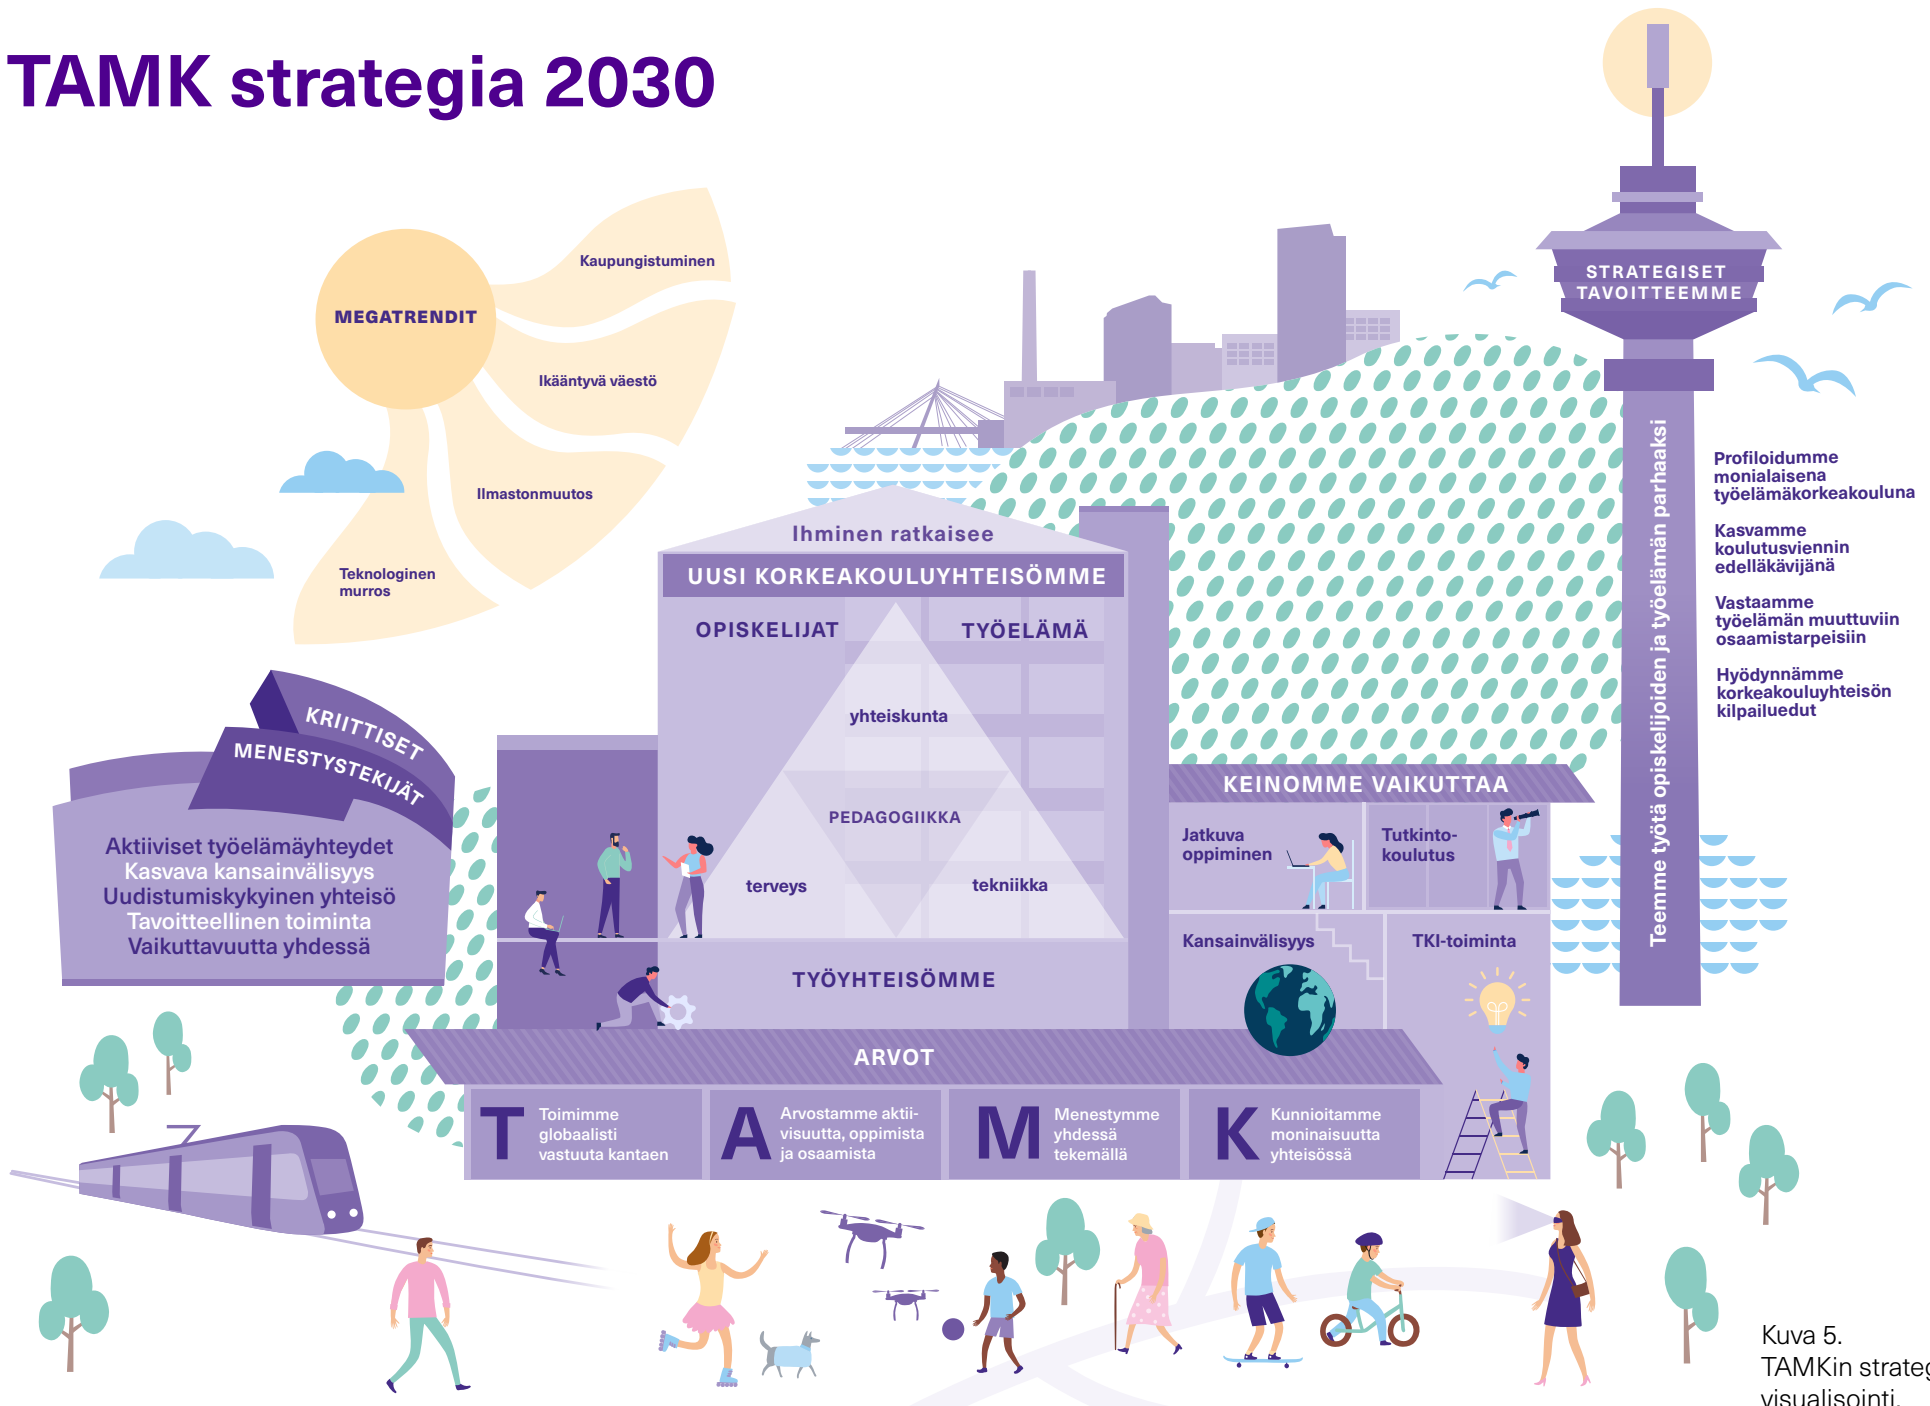 TAMK strategia 2030
MEGATRENDIT
Kaupungistuminen
Ikääntyvä väestö
Ilmastonmuutos
Teknologinen
murros
STRATEGISET
TAVOITTEEMME
Teemme työtä opiskelijoiden ja työelämän parhaaksi
Profiloidumme
monialaisena
työelämäkorkeakouluna
Kasvamme
koulutusviennin
edelläkävijänä
Vastaamme
työelämän muuttuviin
osaamistarpeisiin
Hyödynnämme
korkeakouluyhteisön
kilpailuedut
Ihminen ratkaisee
UUSI KORKEAKOULUYHTEISÖMME
OPISKELIJAT
TYÖELÄMÄ
yhteiskunta
PEDAGOGIIKKA
terveys
tekniikka
TYÖYHTEISÖMME
KRIITTISET
MENESTYSTEKIJÄT
Aktiiviset työelämäyhteydet
Kasvava kansainvälisyys
Uudistumiskykyinen yhteisö
Tavoitteellinen toiminta
Vaikuttavuutta yhdessä
KEINOMME VAIKUTTAA
Jatkuva
oppiminen
Tutkinto-
koulutus
Kansainvälisyys
TKI-toiminta
ARVOT
T
Toimimme
globaalisti
vastuuta kantaen
A
Arvostamme aktii-
visuutta, oppimista
ja osaamista
M
Menestymme
yhdessä
tekemällä
K
Kunnioitamme
moninaisuutta
yhteisössä
Kuva 5.
TAMKin strateg
visualisointi.